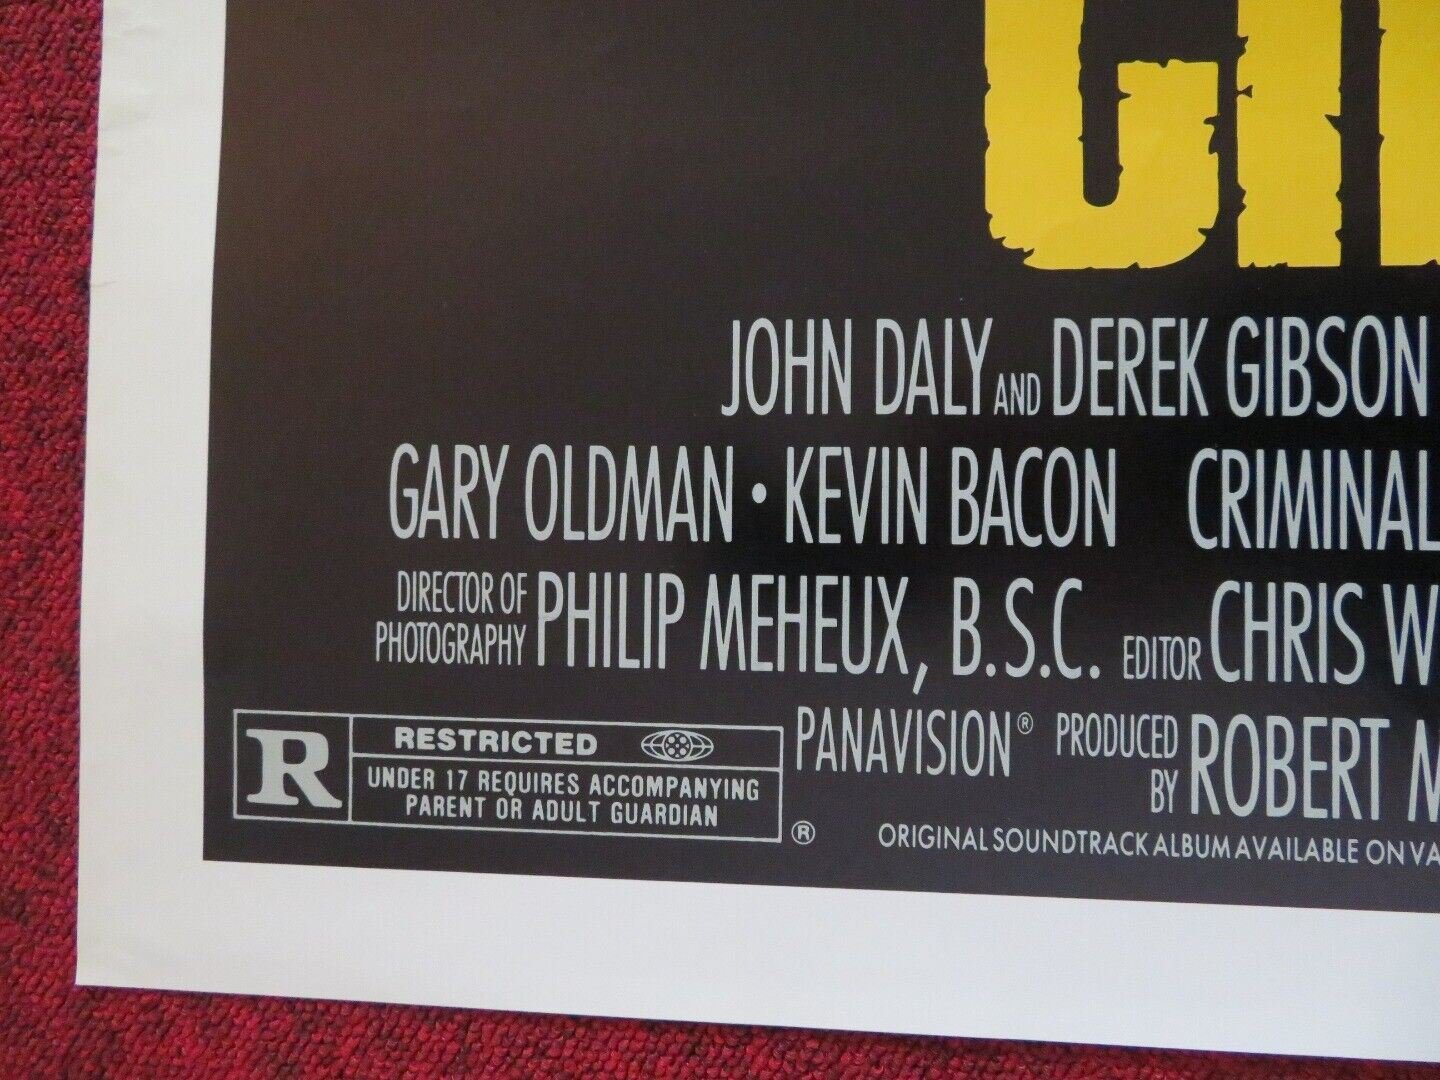 JOHN DALY AND DEREK GIBSON
GARY OLDMAN • KEVIN BACON CRIMINAL
DIRECTOR OF PHOTOGRAPHY PHILIP MEHEUX, B.S.C. EDITOR CHRIS W
PANAVISION® PRODUCED BY ROBERT M
R RESTRICTED
UNDER 17 REQUIRES ACCOMPANYING
PARENT OR ADULT GUARDIAN
®
ORIGINAL SOUNDTRACK ALBUM AVAILABLE ON VA